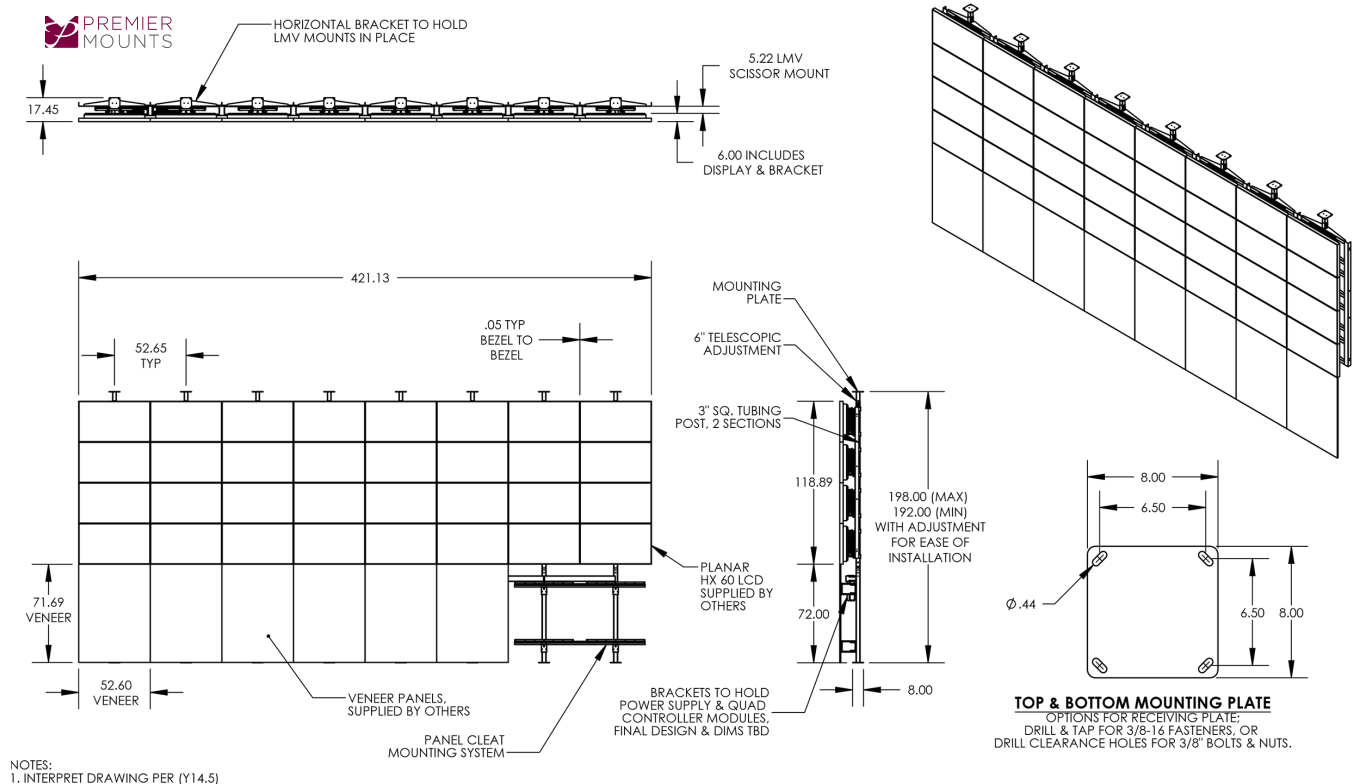 PREMIER
MOUNTS
HORIZONTAL BRACKET TO HOLD
LMV MOUNTS IN PLACE
17.45
5.22 LMV
SCISSOR MOUNT
6.00 INCLUDES
DISPLAY & BRACKET
421.13
52.65
TYP
.05 TYP
BEZEL TO
BEZEL
MOUNTING
PLATE
6" TELESCOPIC
ADJUSTMENT
3" SQ. TUBING
POST, 2 SECTIONS
118.89
198.00 (MAX)
192.00 (MIN)
WITH ADJUSTMENT
FOR EASE OF
INSTALLATION
72.00
8.00
PLANAR
HX 60 LCD
SUPPLIED BY
OTHERS
71.69
VENEER
52.60
VENEER
VENEER PANELS,
SUPPLIED BY OTHERS
PANEL CLEAT
MOUNTING SYSTEM
BRACKETS TO HOLD
POWER SUPPLY & QUAD
CONTROLLER MODULES,
FINAL DESIGN & DIMS TBD
8.00
6.50
Ø.44
6.50
8.00
TOP & BOTTOM MOUNTING PLATE
OPTIONS FOR RECEIVING PLATE;
DRILL & TAP FOR 3/8-16 FASTENERS, OR
DRILL CLEARANCE HOLES FOR 3/8" BOLTS & NUTS.
NOTES:
1. INTERPRET DRAWING PER (Y14.5)